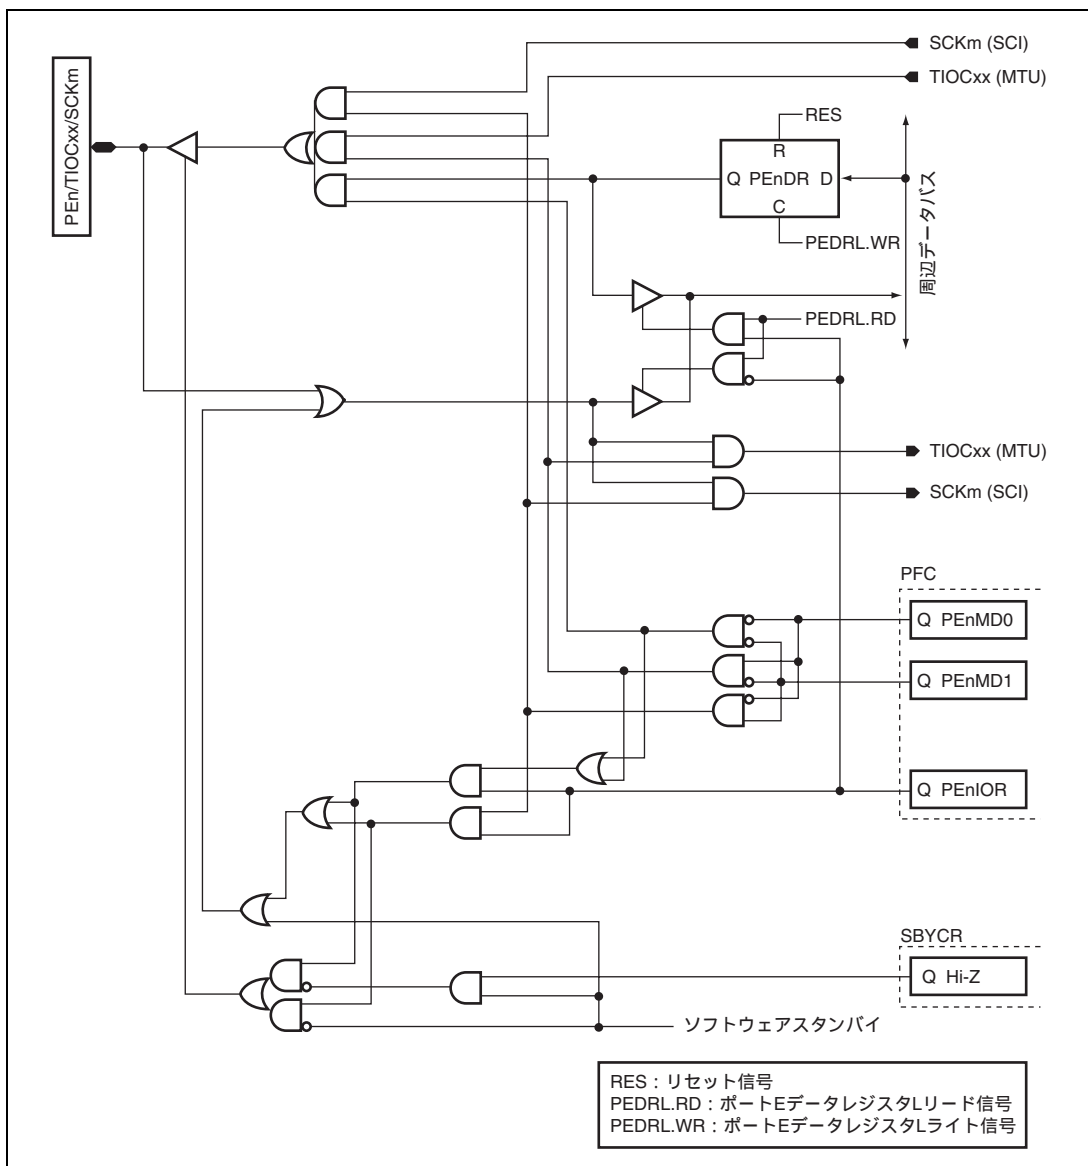 PEn/TIOCxx/SCKm
SCKm (SCI)
TIOCxx (MTU)
RES
R
Q PEnDR D
C
PEDRL.WR
周辺データバス
PEDRL.RD
TIOCxx (MTU)
SCKm (SCI)
PFC
Q PEnMD0
Q PEnMD1
Q PEnIOR
SBYCR
Q Hi-Z
ソフトウェアスタンバイ
RES：リセット信号
PEDRL.RD：ポートEデータレジスタLリード信号
PEDRL.WR：ポートEデータレジスタLライト信号